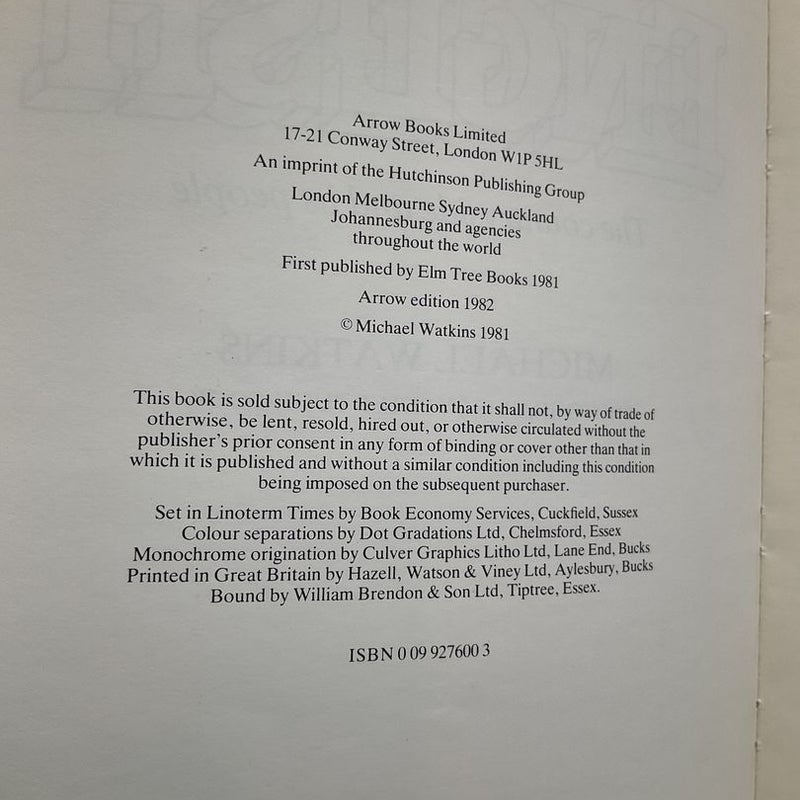 Arrow Books Limited
17-21 Conway Street, London W1P 5HL
An imprint of the Hutchinson Publishing Group
London Melbourne Sydney Auckland
Johannesburg and agencies
throughout the world
First published by Elm Tree Books 1981
Arrow edition 1982
© Michael Watkins 1981
This book is sold subject to the condition that it shall not, by way of trade of
otherwise, be lent, resold, hired out, or otherwise circulated without the
publisher's prior consent in any form of binding or cover other than that in
which it is published and without a similar condition including this condition
being imposed on the subsequent purchaser.
Set in Linoterm Times by Book Economy Services, Cuckfield, Sussex
Colour separations by Dot Gradations Ltd, Chelmsford, Essex
Monochrome origination by Culver Graphics Litho Ltd, Lane End, Bucks
Printed in Great Britain by Hazell, Watson & Viney Ltd, Aylesbury, Bucks
Bound by William Brendon & Son Ltd, Tiptree, Essex.
ISBN 0 09 927600 3